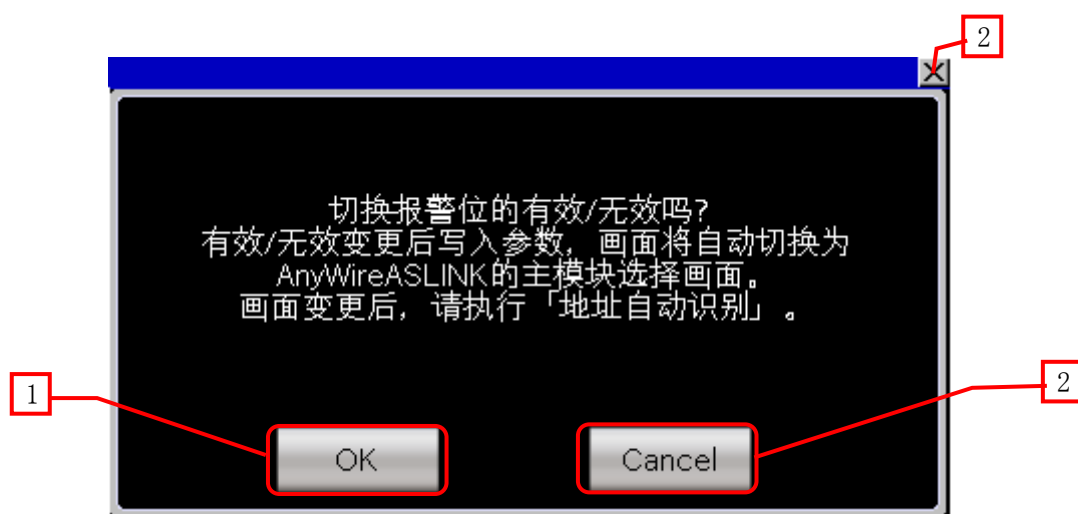 2
切换报警位的有效/无效吗?
有效/无效变更后写入参数，画面将自动切换为
AnyWireASLINK的主模块选择画面。
画面变更后，请执行「地址自动识别」。
1
2
OK
Cancel